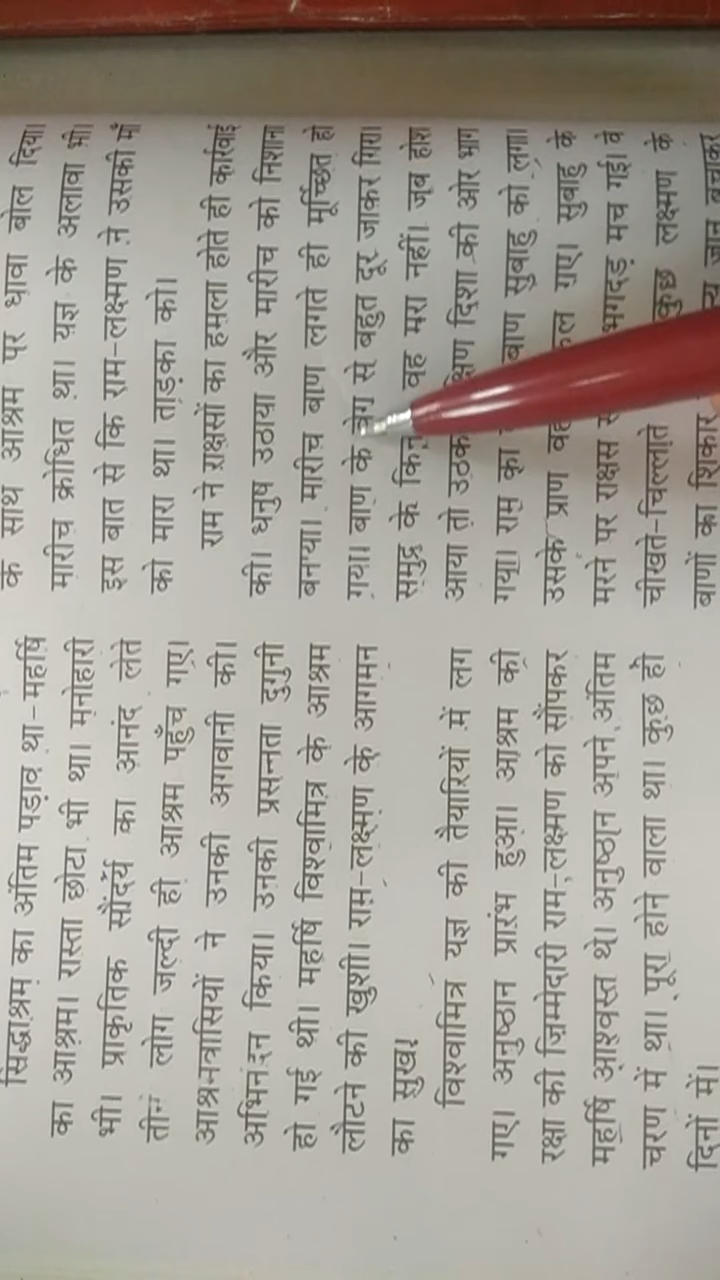 सिद्धाश्रम का अंतिम पड़ाव था-महर्षि
का आश्रम। रास्ता छोटा भी था। मनोहारी
भी। प्राकृतिक सौंदर्य का आनंद लेते
तीन लोग जल्दी ही आश्रम पहुँच गए।
आश्रमवासियों ने उनकी अगवानी की।
अभिनंदन किया। उनकी प्रसन्नता दुगुनी
हो गई थी। महर्षि विश्वामित्र के आश्रम
लौटने की खुशी। राम-लक्ष्मण के आगमन
का सुख!
विश्वामित्र यज्ञ की तैयारियों में लग
गए। अनुष्ठान प्रारंभ हुआ। आश्रम की
रक्षा की ज़िम्मेदारी राम-लक्ष्मण को सौंपकर
महर्षि आश्वस्त थे। अनुष्ठान अपने अंतिम
चरण में था। पूरा होने वाला था। कुछ ही
दिनों में।
के साथ आश्रम पर धावा बोल दिया।
मारीच क्रोधित था। यज्ञ के अलावा भी।
इस बात से कि राम-लक्ष्मण ने उसकी माँ
को मारा था। ताड़का को।
राम ने राक्षसों का हमला होते ही कार्रवाई
की। धनुष उठाया और मारीच को निशाना
बनाया। मारीच बाण लगते ही मूर्च्छित हो
गया। बाण के वेग से बहुत दूर जाकर गिरा।
समुद्र के वह मरा नहीं। जब होश
आया तो दिशा की ओर भाग
गया। राम का बाण सुबाहु को लगा।
उसके प्राण गए। सुबाहु के
मरने पर राक्षस भगदड़ मच गई। वे
चीखते-चिल्लाते कुछ लक्ष्मण के
बाणों का शिकार जान बचाकर